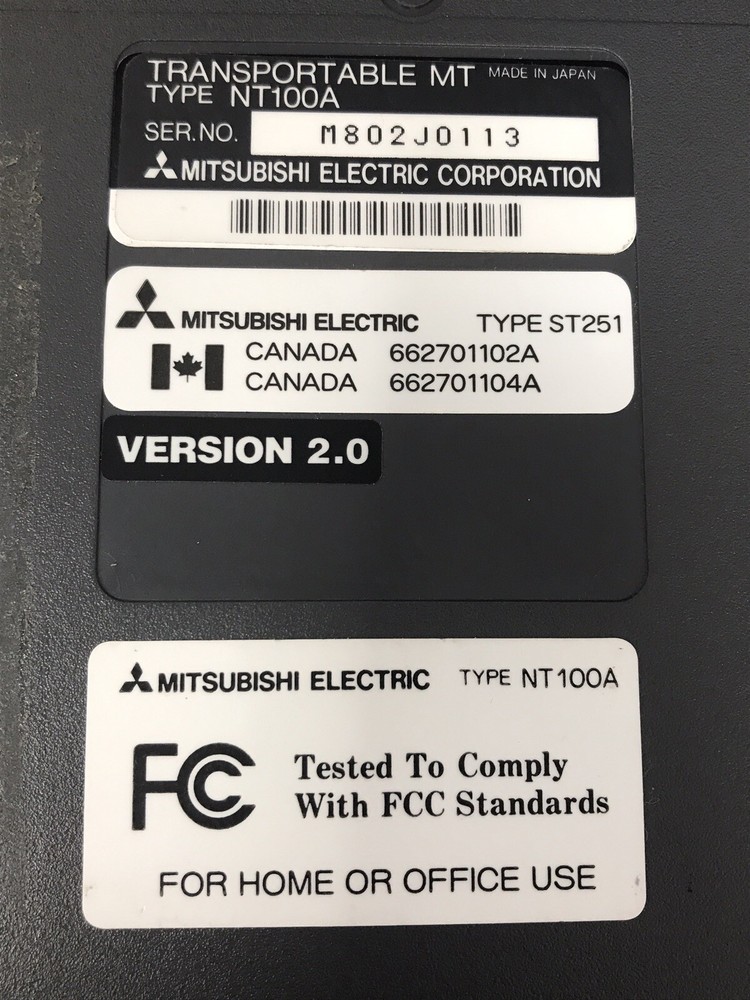 TRANSPORTABLE MT MADE IN JAPAN
TYPE NT100A
SER.NO. M802J0113
MITSUBISHI ELECTRIC CORPORATION
MITSUBISHI ELECTRIC TYPE ST251
CANADA 662701102A
CANADA 662701104A
VERSION 2.0
MITSUBISHI ELECTRIC TYPE NT100A
FC Tested To Comply
With FCC Standards
FOR HOME OR OFFICE USE